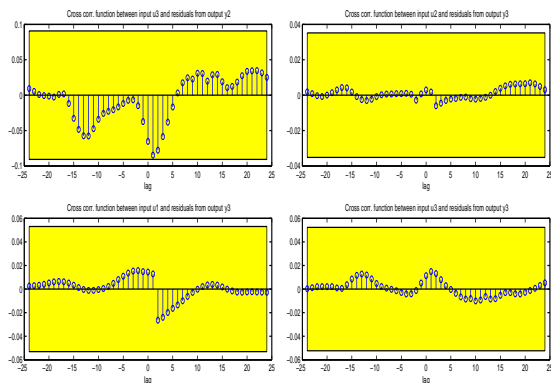 Cross corr. function between input u3 and residuals from output y2
0.1
0.05
0
−0.05
−0.1
−25 −20 −15 −10 −5 0 5 10 15 20 25
lag
Cross corr. function between input u2 and residuals from output y3
0.04
0.02
0
−0.02
−0.04
−25 −20 −15 −10 −5 0 5 10 15 20 25
lag
Cross corr. function between input u1 and residuals from output y3
0.06
0.04
0.02
0
−0.02
−0.04
−0.06
−25 −20 −15 −10 −5 0 5 10 15 20 25
lag
Cross corr. function between input u3 and residuals from output y3
0.06
0.04
0.02
0
−0.02
−0.04
−0.06
−25 −20 −15 −10 −5 0 5 10 15 20 25
lag